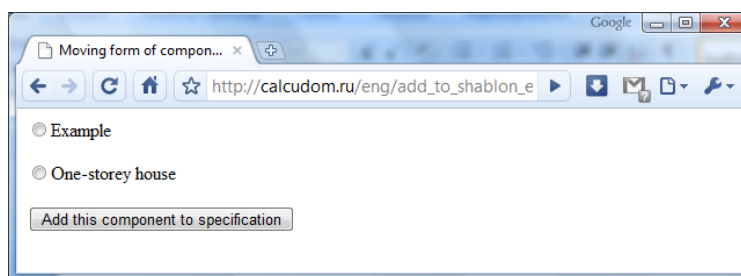 Google
Moving form of compon...
http://calcudom.ru/eng/add_to_shablon_e
Example
One-storey house
Add this component to specification